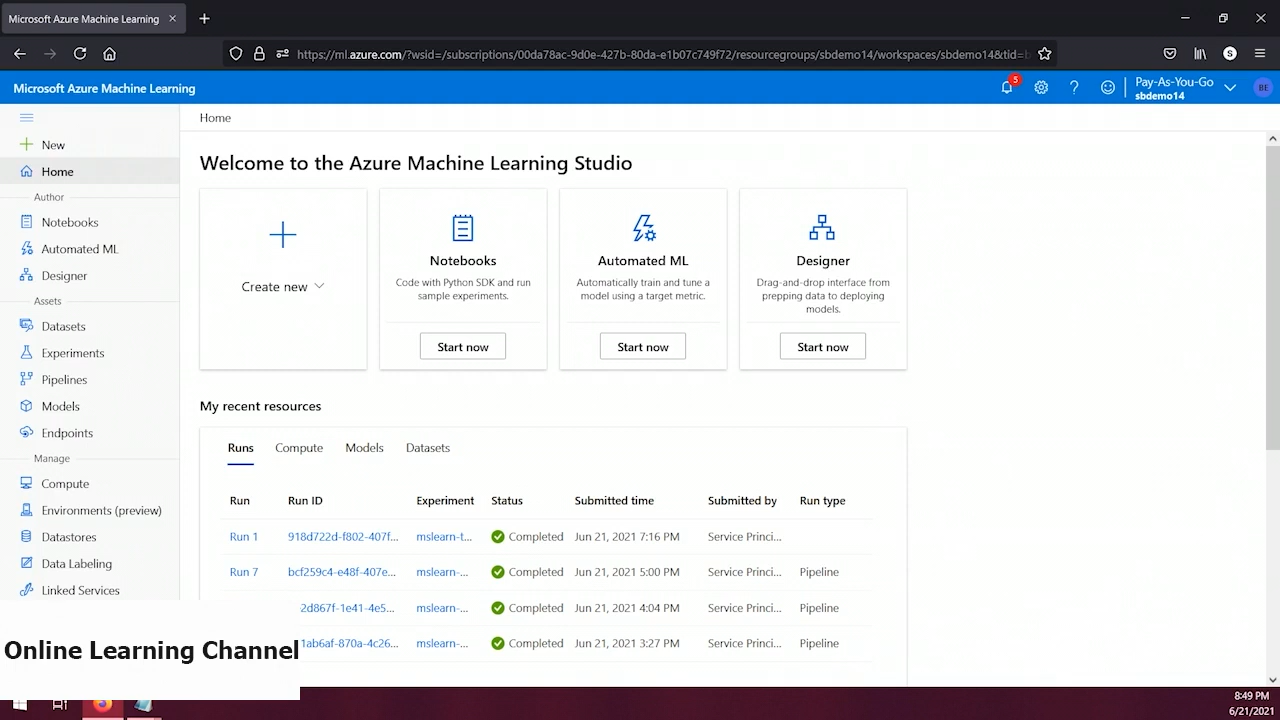 Microsoft Azure Machine Learning
https://ml.azure.com/?wsid=/subscriptions/00da78ac-9d0e-427b-80da-e1b07c749f72/resourcegroups/sbdemo14/workspaces/sbdemo14&tid=b
S
Microsoft Azure Machine Learning
5
Pay-As-You-Go
sbdemo14
BE
New
Home
Author
Notebooks
Automated ML
Designer
Assets
Datasets
Experiments
Pipelines
Models
Endpoints
Manage
Compute
Environments (preview)
Datastores
Data Labeling
Linked Services
Home
Welcome to the Azure Machine Learning Studio
Create new
Notebooks
Code with Python SDK and run
sample experiments.
Start now
Automated ML
Automatically train and tune a
model using a target metric.
Start now
Designer
Drag-and-drop interface from
prepping data to deploying
models.
Start now
My recent resources
Runs Compute Models Datasets
Run Run ID Experiment Status Submitted time Submitted by Run type
Run 1 918d722d-f802-407f... mslearn-t... Completed Jun 21, 2021 7:16 PM Service Princi...
Run 7 bcf259c4-e48f-407e... mslearn-... Completed Jun 21, 2021 5:00 PM Service Princi... Pipeline
2d867f-1e41-4e5... mslearn-... Completed Jun 21, 2021 4:04 PM Service Princi... Pipeline
1ab6af-870a-4c26... mslearn-... Completed Jun 21, 2021 3:27 PM Service Princi... Pipeline
Online Learning Channel
8:49 PM
6/21/2021